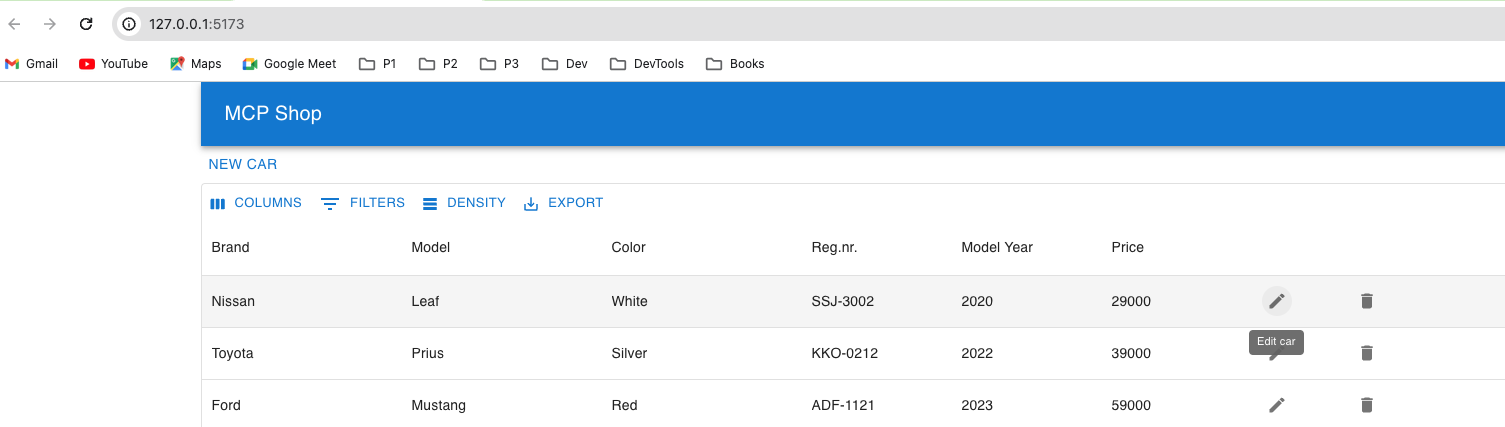 127.0.0.1:5173
Gmail YouTube Maps Google Meet P1 P2 P3 Dev DevTools Books
MCP Shop
NEW CAR
COLUMNS FILTERS DENSITY EXPORT
Brand Model Color Reg.nr. Model Year Price
Nissan Leaf White SSJ-3002 2020 29000
Edit car
Toyota Prius Silver KKO-0212 2022 39000
Ford Mustang Red ADF-1121 2023 59000